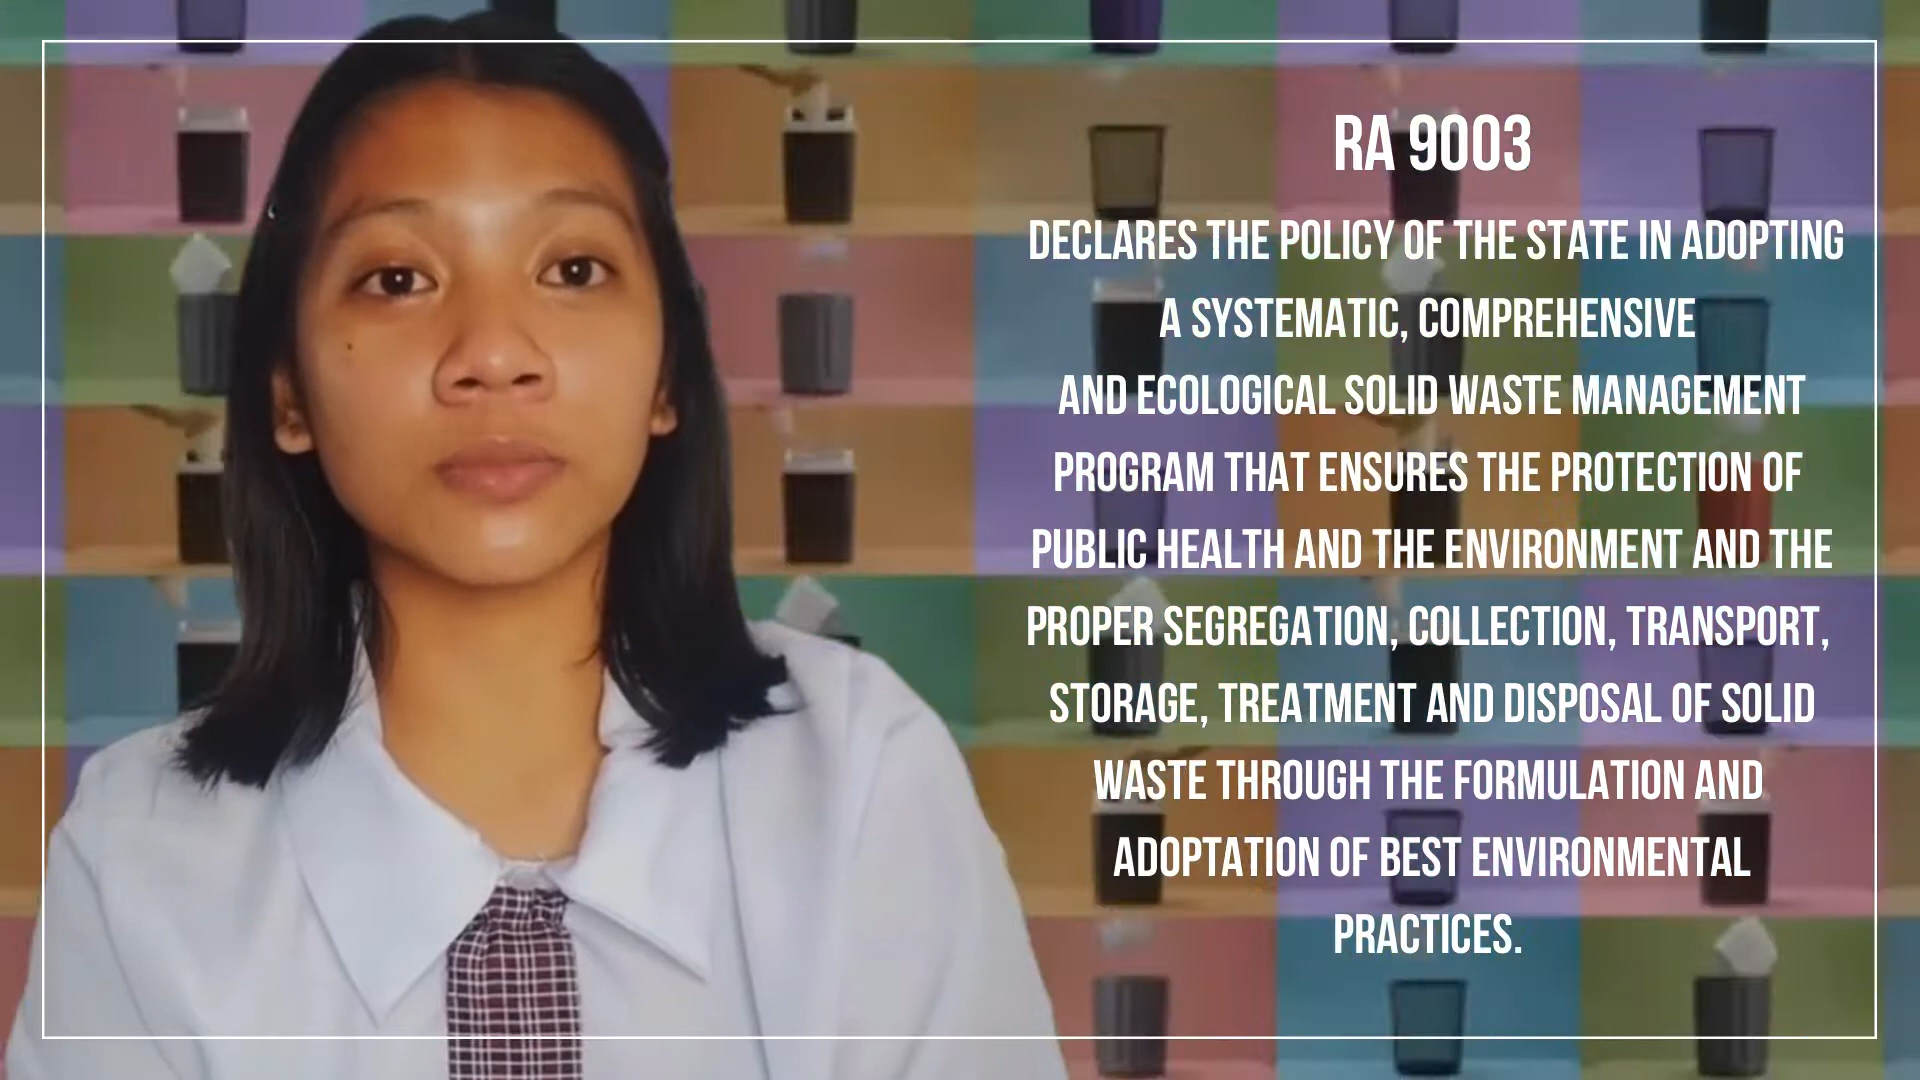 RA 9003
DECLARES THE POLICY OF THE STATE IN ADOPTING
A SYSTEMATIC, COMPREHENSIVE
AND ECOLOGICAL SOLID WASTE MANAGEMENT
PROGRAM THAT ENSURES THE PROTECTION OF
PUBLIC HEALTH AND THE ENVIRONMENT AND THE
PROPER SEGREGATION, COLLECTION, TRANSPORT,
STORAGE, TREATMENT AND DISPOSAL OF SOLID
WASTE THROUGH THE FORMULATION AND
ADOPTATION OF BEST ENVIRONMENTAL
PRACTICES.